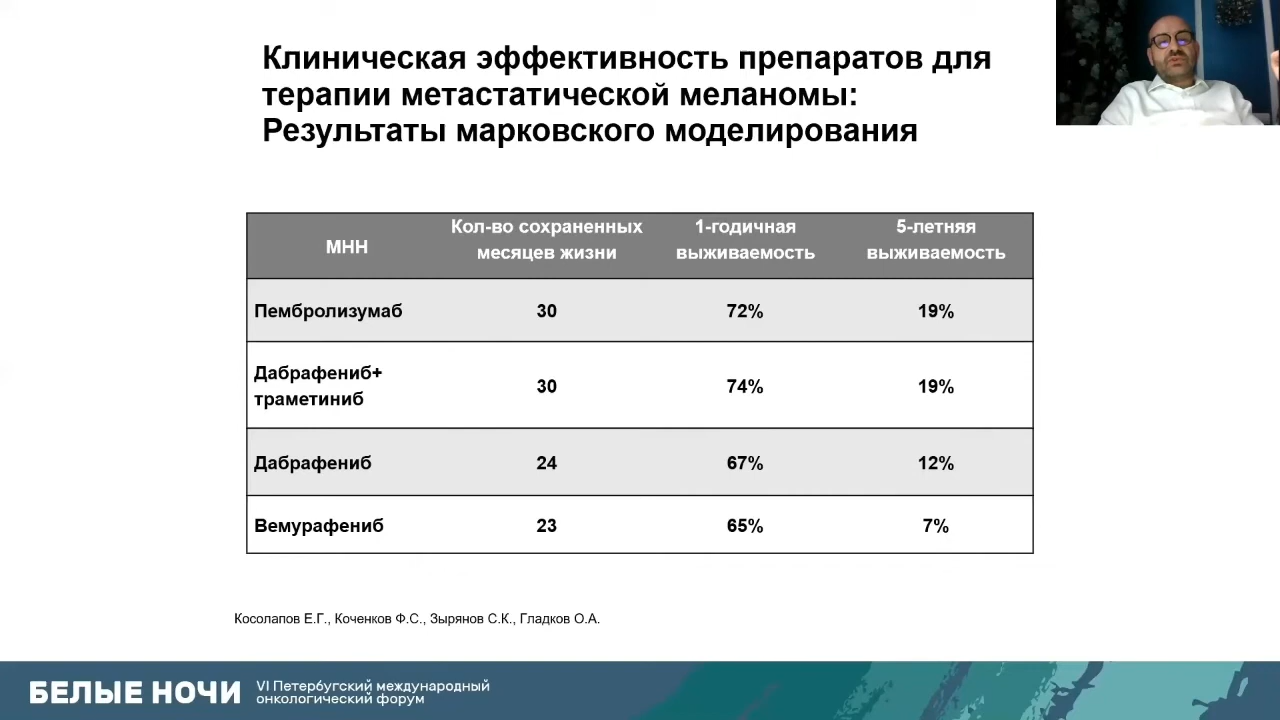 Клиническая эффективность препаратов для
терапии метастатической меланомы:
Результаты марковского моделирования
МНН
Кол-во сохраненных
месяцев жизни
1-годичная
выживаемость
5-летняя
выживаемость
Пембролизумаб
30
72%
19%
Дабрафениб+
траметиниб
30
74%
19%
Дабрафениб
24
67%
12%
Вемурафениб
23
65%
7%
Косолапов Е.Г., Коченков Ф.С., Зырянов С.К., Гладков О.А.
БЕЛЫЕ НОЧИ
VI Петербургский международный
онкологический форум